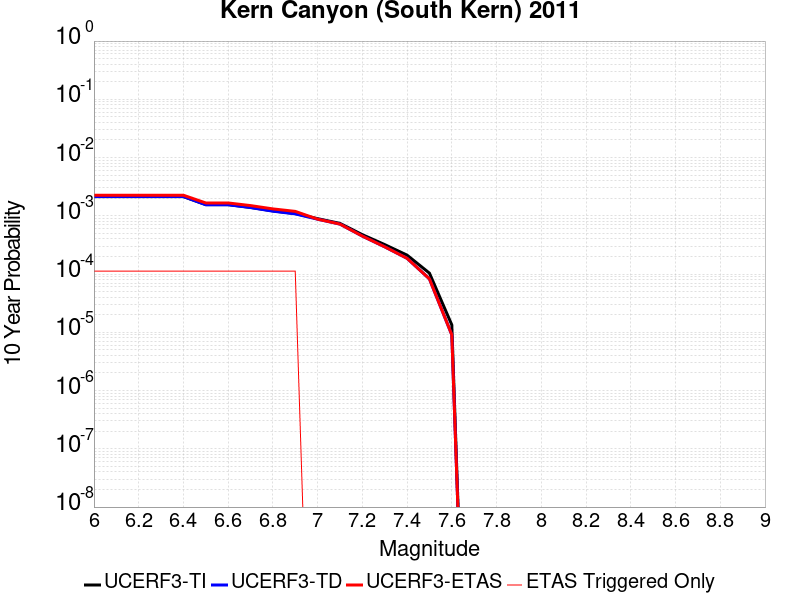 Kern Canyon (South Kern) 2011
10 Year Probability
10^0
10^-1
10^-2
10^-3
10^-4
10^-5
10^-6
10^-7
10^-8
6 6.2 6.4 6.6 6.8 7 7.2 7.4 7.6 7.8 8 8.2 8.4 8.6 8.8 9
Magnitude
UCERF3-TI UCERF3-TD UCERF3-ETAS ETAS Triggered Only